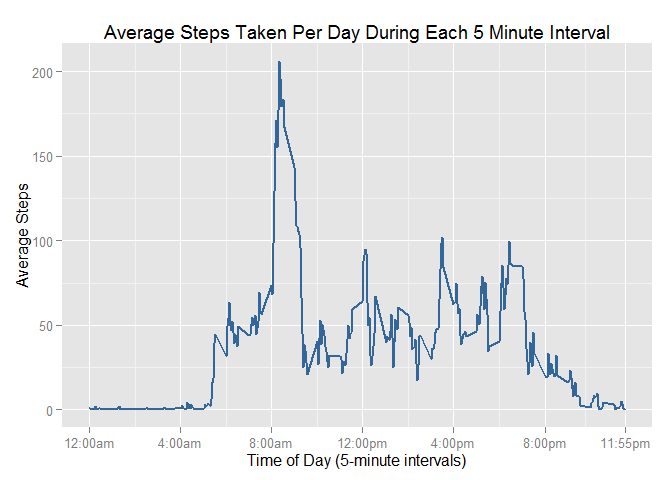 Average Steps Taken Per Day During Each 5 Minute Interval
Average Steps
200
150
100
50
0
12:00am 4:00am 8:00am 12:00pm 4:00pm 8:00pm 11:55pm
Time of Day (5-minute intervals)